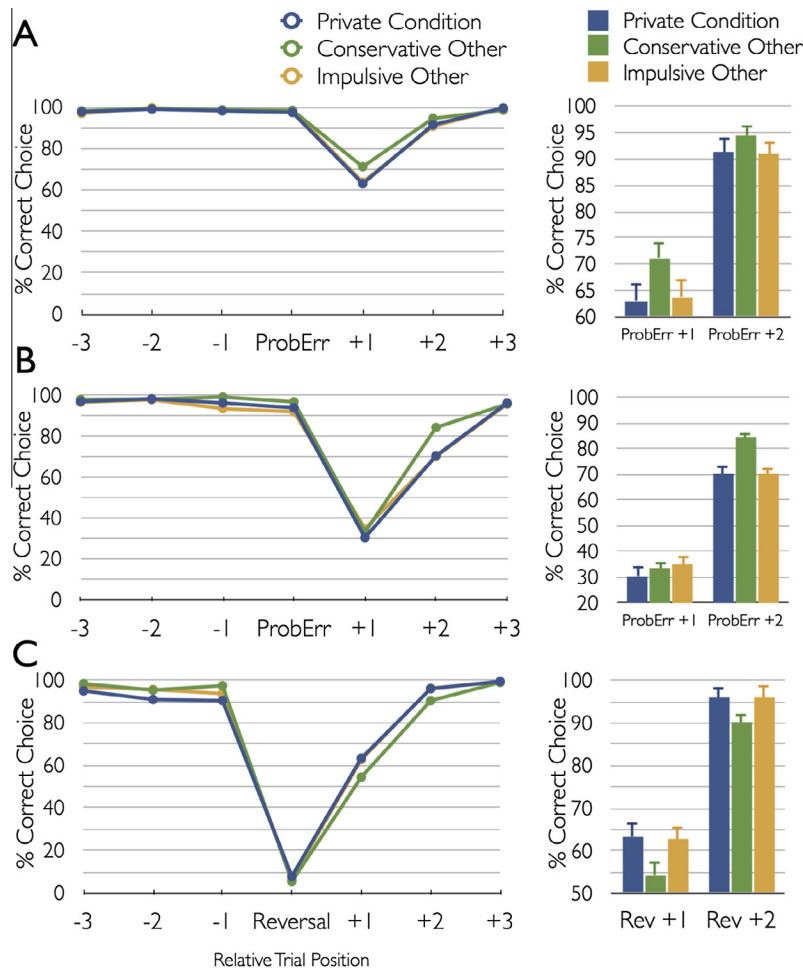 A
Private Condition
Conservative Other
Impulsive Other
Private Condition
Conservative Other
Impulsive Other
% Correct Choice
100
80
60
40
20
0
-3 -2 -1 ProbErr +1 +2 +3
% Correct Choice
100
95
90
85
80
75
70
65
60
ProbErr +1 ProbErr +2
B
% Correct Choice
100
80
60
40
20
0
-3 -2 -1 ProbErr +1 +2 +3
% Correct Choice
100
90
80
70
60
50
40
30
20
ProbErr +1 ProbErr +2
C
% Correct Choice
100
80
60
40
20
0
-3 -2 -1 Reversal +1 +2 +3
Relative Trial Position
% Correct Choice
100
90
80
70
60
50
Rev +1 Rev +2